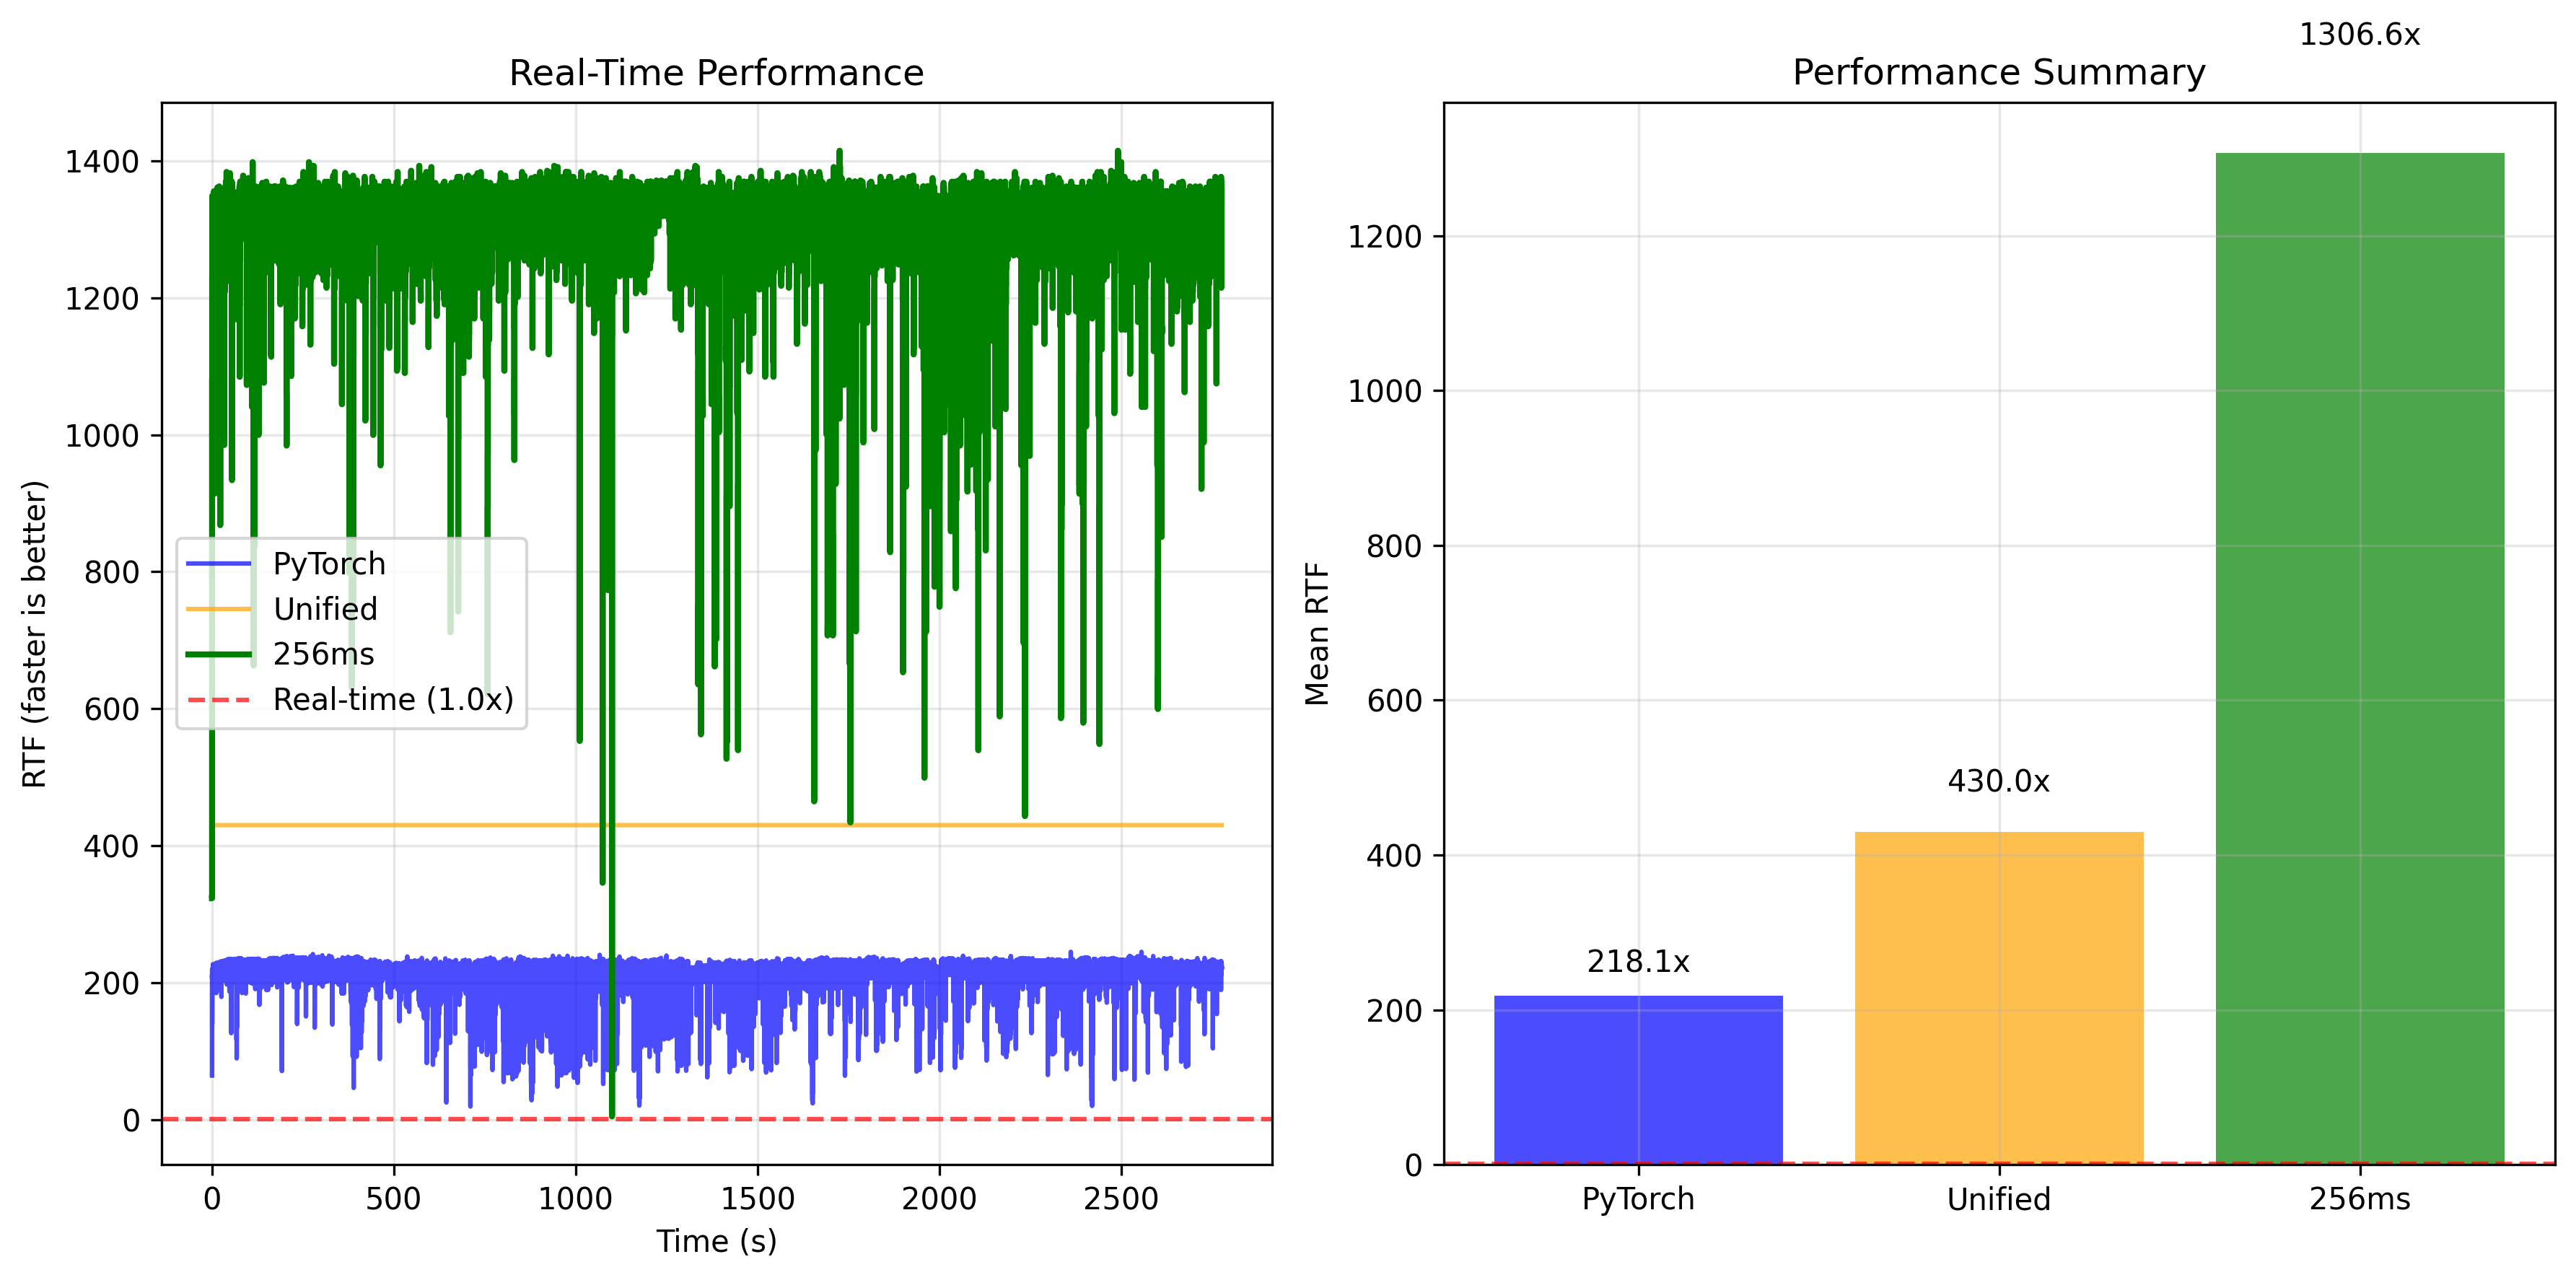 Real-Time Performance
RTF (faster is better)
1400
1200
1000
800
600
400
200
0
PyTorch
Unified
256ms
Real-time (1.0x)
0
500
1000
1500
2000
2500
Time (s)
Performance Summary
1306.6x
430.0x
218.1x
Mean RTF
1200
1000
800
600
400
200
0
PyTorch
Unified
256ms